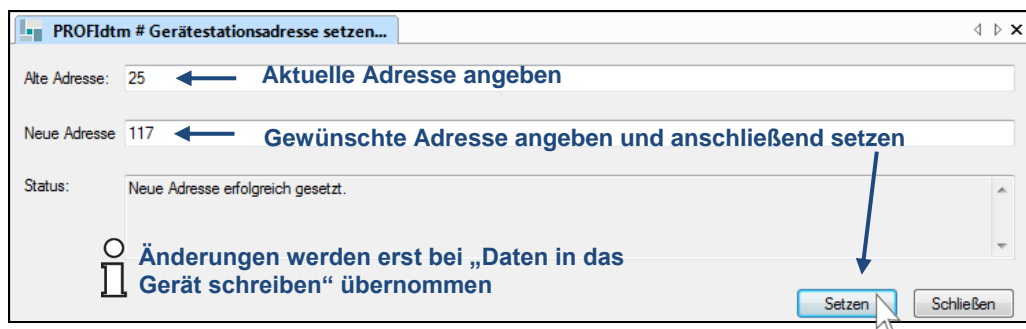 PROFIdtm # Gerätestationsadresse setzen...
Alte Adresse: 25 Aktuelle Adresse angeben
Neue Adresse 117 Gewünschte Adresse angeben und anschließend setzen
Status: Neue Adresse erfolgreich gesetzt.
Änderungen werden erst bei „Daten in das
Gerät schreiben“ übernommen
Setzen Schließen